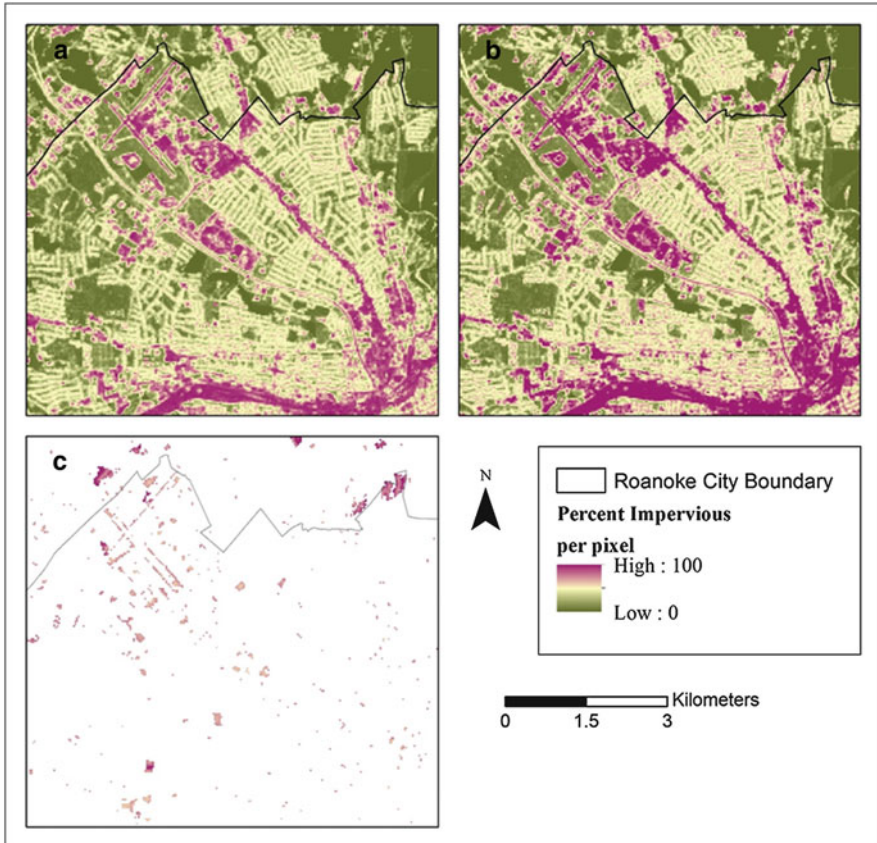 a
b
c
N
Roanoke City Boundary
Percent Impervious
per pixel
High : 100
Low : 0
Kilometers
0 1.5 3